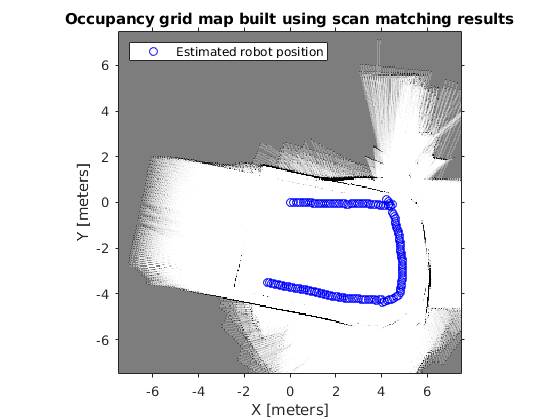 Occupancy grid map built using scan matching results
Estimated robot position
6
4
2
0
-2
-4
-6
Y [meters]
-6 -4 -2 0 2 4 6
X [meters]